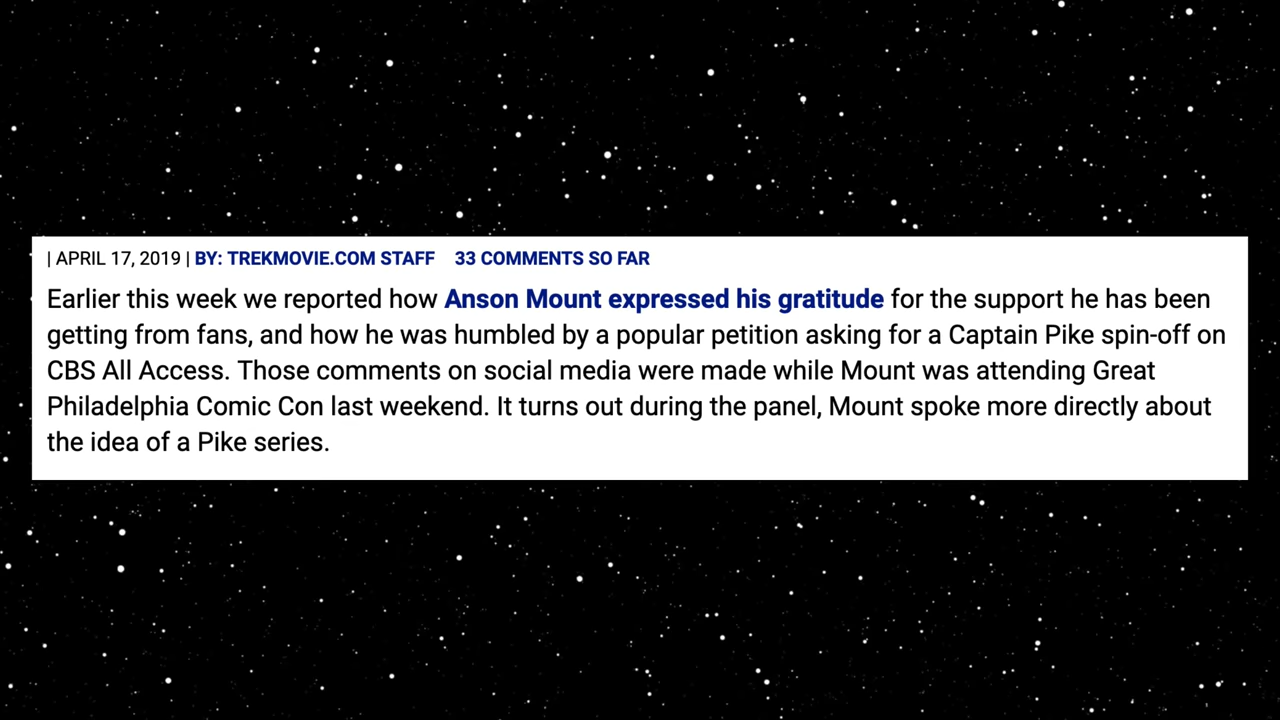 | APRIL 17, 2019 | BY: TREKMOVIE.COM STAFF 33 COMMENTS SO FAR
Earlier this week we reported how Anson Mount expressed his gratitude for the support he has been
getting from fans, and how he was humbled by a popular petition asking for a Captain Pike spin-off on
CBS All Access. Those comments on social media were made while Mount was attending Great
Philadelphia Comic Con last weekend. It turns out during the panel, Mount spoke more directly about
the idea of a Pike series.